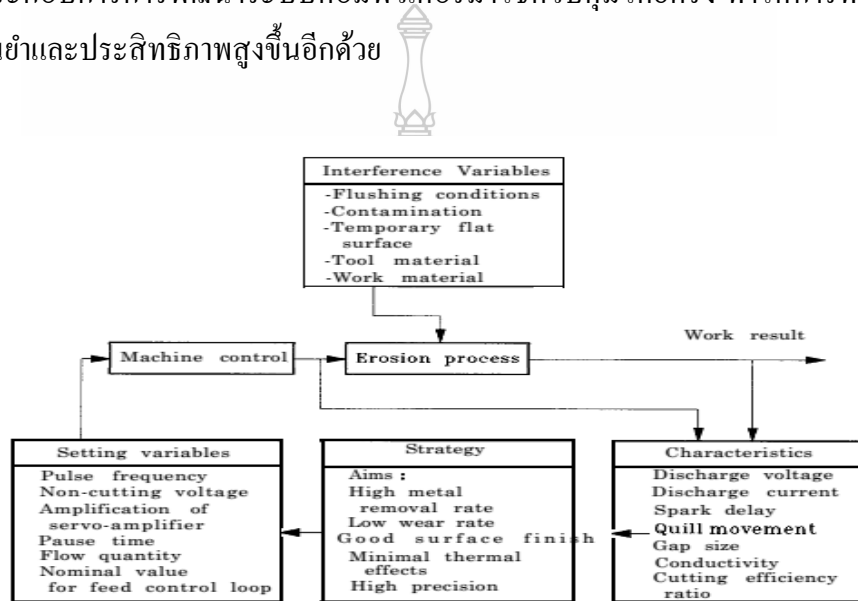 และประสิทธิภาพสูงขึ้นอีกด้วย
Interference Variables
-Flushing conditions
-Contamination
-Temporary flat
surface
-Tool material
-Work material
Machine control
Erosion process
Work result
Setting variables
Pulse frequency
Non-cutting voltage
Amplification of
servo-amplifier
Pause time
Flow quantity
Nominal value
for feed control loop
Strategy
Aims :
High metal
removal rate
Low wear rate
Good surface finish
Minimal thermal
effects
High precision
Characteristics
Discharge voltage
Discharge current
Spark delay
Quill movement
Gap size
Conductivity
Cutting efficiency
ratio